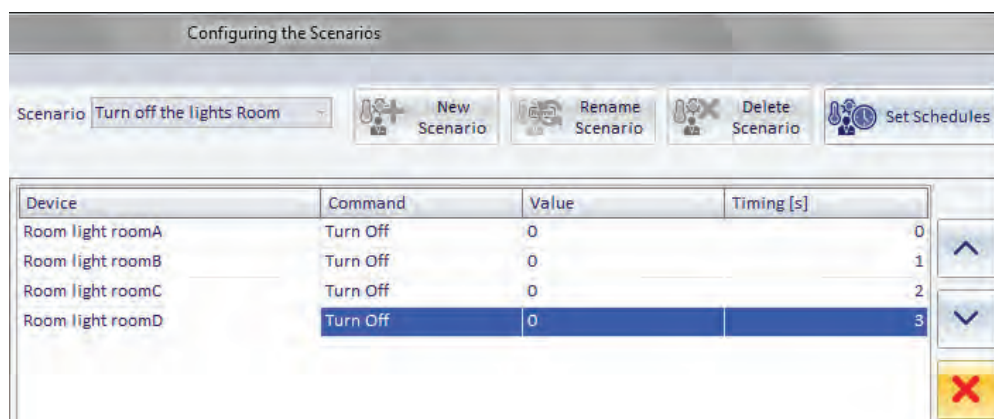 Configuring the Scenarios
Scenario Turn off the lights Room
New Scenario
Rename Scenario
Delete Scenario
Set Schedules
Device Command Value Timing [s]
Room light roomA Turn Off 0 0
Room light roomB Turn Off 0 1
Room light roomC Turn Off 0 2
Room light roomD Turn Off 0 3